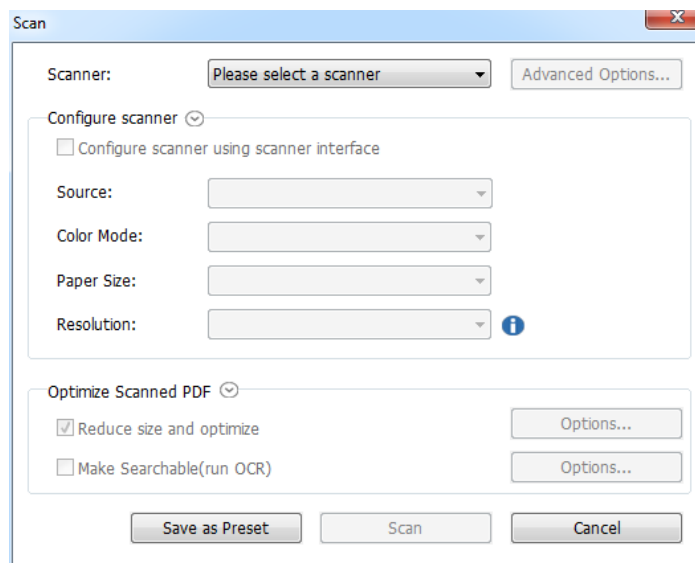 Scan
Scanner: Please select a scanner Advanced Options...
Configure scanner
Configure scanner using scanner interface
Source:
Color Mode:
Paper Size:
Resolution:
Optimize Scanned PDF
Reduce size and optimize Options...
Make Searchable(run OCR) Options...
Save as Preset Scan Cancel